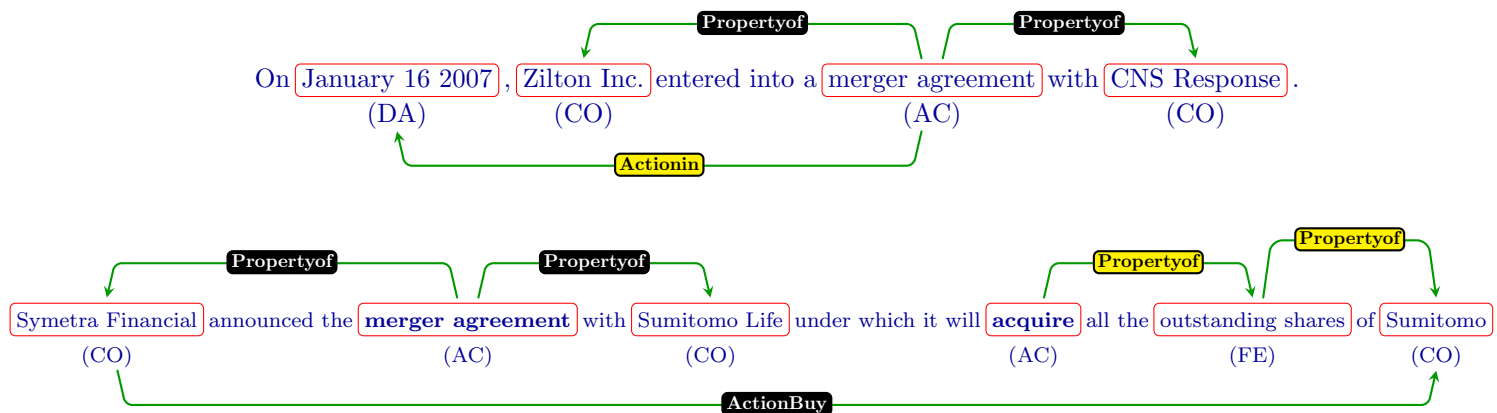 Propertyof Propertyof
On January 16 2007 , Zilton Inc. entered into a merger agreement with CNS Response .
(DA) (CO) (AC) (CO)
Actionin
Propertyof
Propertyof Propertyof Propertyof
Symetra Financial announced the merger agreement with Sumitomo Life under which it will acquire all the outstanding shares of Sumitomo
(CO) (AC) (CO) (AC) (FE) (CO)
ActionBuy